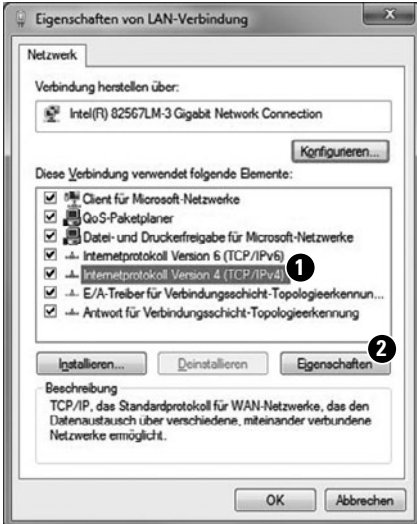 Eigenschaften von LAN-Verbindung
x
Netzwerk
Verbindung herstellen über:
Intel(R) 82567LM-3 Gigabit Network Connection
Konfigurieren...
Diese Verbindung verwendet folgende Elemente:
Client für Microsoft-Netzwerke
QoS-Paketplaner
Datei- und Druckerfreigabe für Microsoft-Netzwerke
Internetprotokoll Version 6 (TCP/IPv6)
Internetprotokoll Version 4 (TCP/IPv4) 1
E/A-Treiber für Verbindungsschicht-Topologieerkennun...
Antwort für Verbindungsschicht-Topologieerkennung
2
Installieren... Deinstallieren Eigenschaften
Beschreibung
TCP/IP, das Standardprotokoll für WAN-Netzwerke, das den
Datenaustausch über verschiedene, miteinander verbundene
Netzwerke ermöglicht.
OK Abbrechen